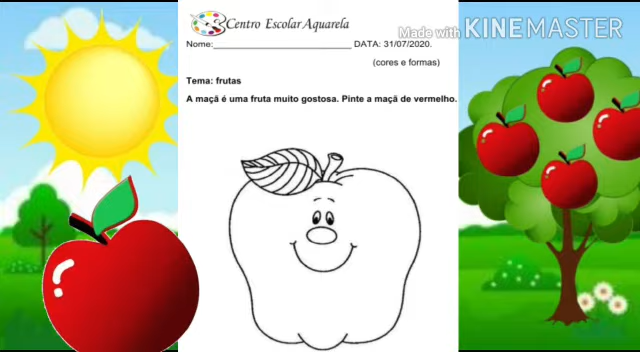 Centro Escolar Aquarela
Made with KINEMASTER
Nome:________________________________ DATA: 31/07/2020.
(cores e formas)
Tema: frutas
A maçã é uma fruta muito gostosa. Pinte a maçã de vermelho.